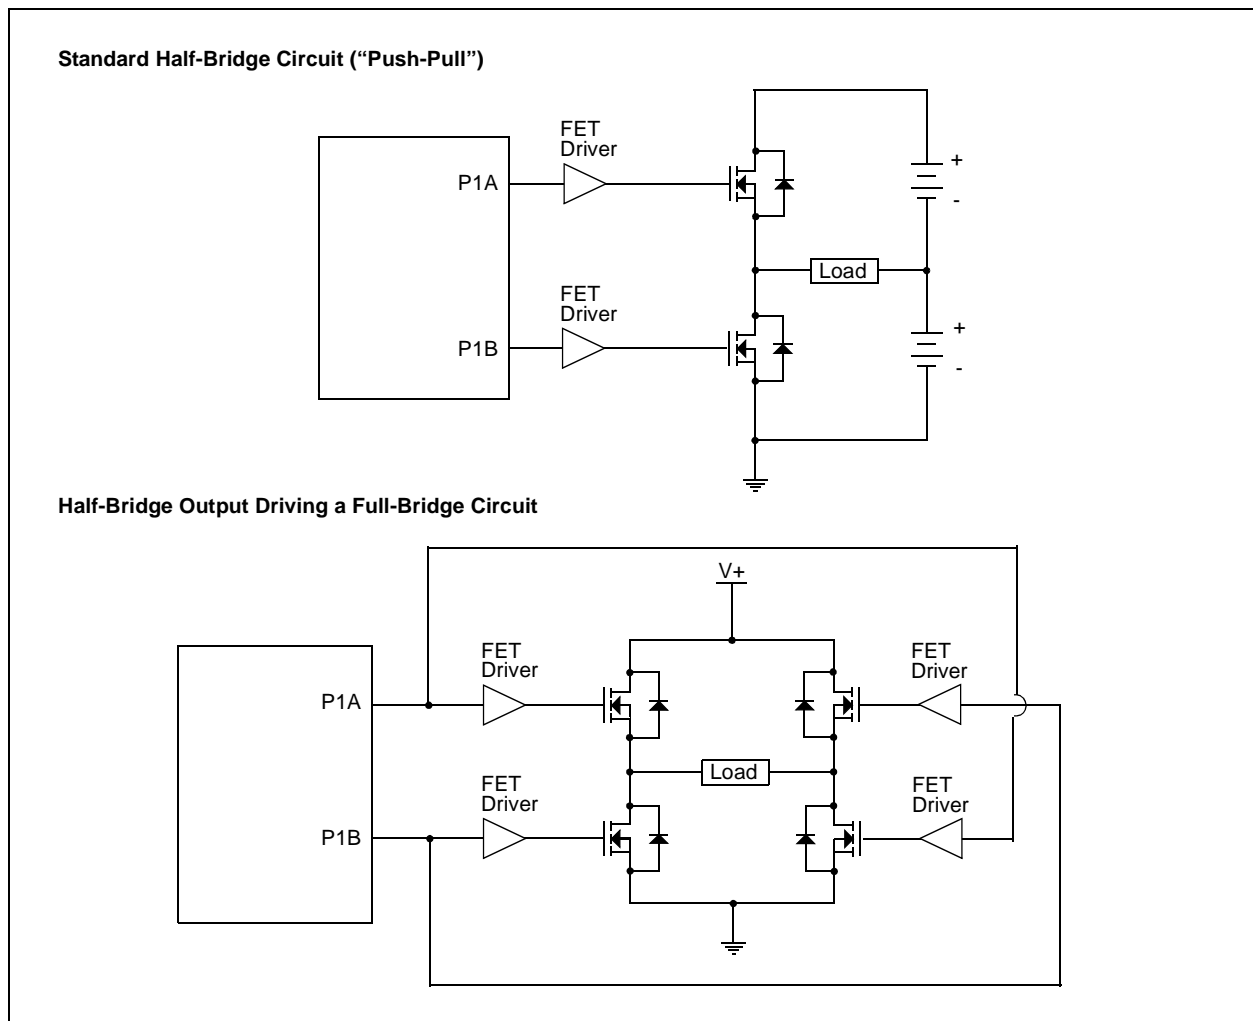 Standard Half-Bridge Circuit (“Push-Pull”)
FET
Driver
P1A
+
-
Load
FET
Driver
P1B
+
-
Half-Bridge Output Driving a Full-Bridge Circuit
V+
FET
Driver
FET
Driver
P1A
Load
FET
Driver
FET
Driver
P1B